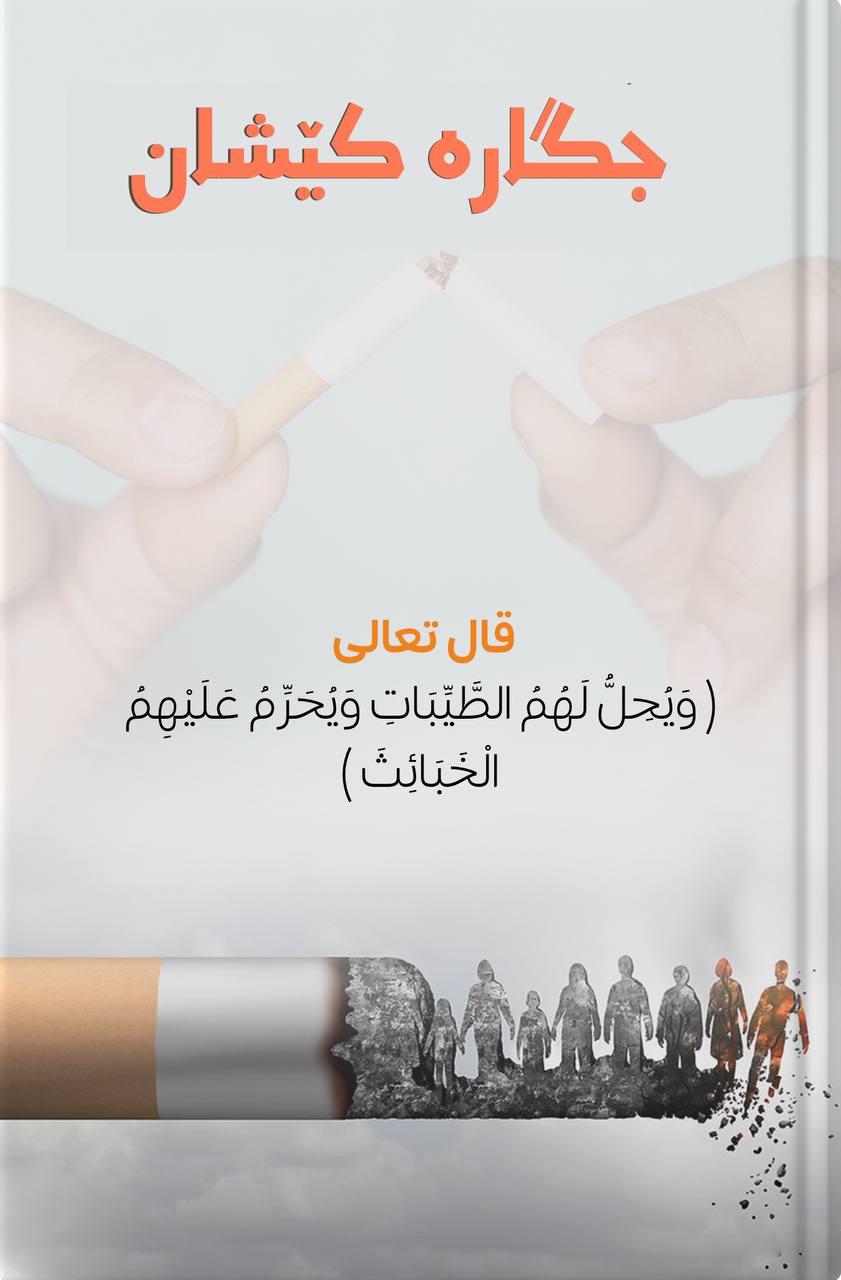 جگارە کێشان
قال تعالى
( وَيُحِلُّ لَهُمُ الطَّيِّبَاتِ وَيُحَرِّمُ عَلَيْهِمُ
الْخَبَائِثَ )